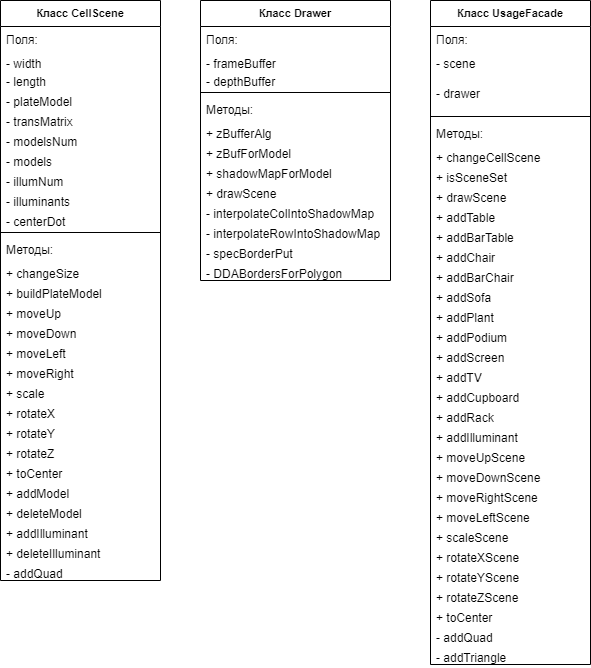 Класс CellScene
Поля:
- width
- length
- plateModel
- transMatrix
- modelsNum
- models
- illumNum
- illuminants
- centerDot
Методы:
+ changeSize
+ buildPlateModel
+ moveUp
+ moveDown
+ moveLeft
+ moveRight
+ scale
+ rotateX
+ rotateY
+ rotateZ
+ toCenter
+ addModel
+ deleteModel
+ addIlluminant
+ deleteIlluminant
- addQuad
Класс Drawer
Поля:
- frameBuffer
- depthBuffer
Методы:
+ zBufferAlg
+ zBufForModel
+ shadowMapForModel
+ drawScene
- interpolateColIntoShadowMap
- interpolateRowIntoShadowMap
- specBorderPut
- DDABordersForPolygon
Класс UsageFacade
Поля:
- scene
- drawer
Методы:
+ changeCellScene
+ isSceneSet
+ drawScene
+ addTable
+ addBarTable
+ addChair
+ addBarChair
+ addSofa
+ addPlant
+ addPodium
+ addScreen
+ addTV
+ addCupboard
+ addRack
+ addIlluminant
+ moveUpScene
+ moveDownScene
+ moveRightScene
+ moveLeftScene
+ scaleScene
+ rotateXScene
+ rotateYScene
+ rotateZScene
+ toCenter
- addQuad
- addTriangle